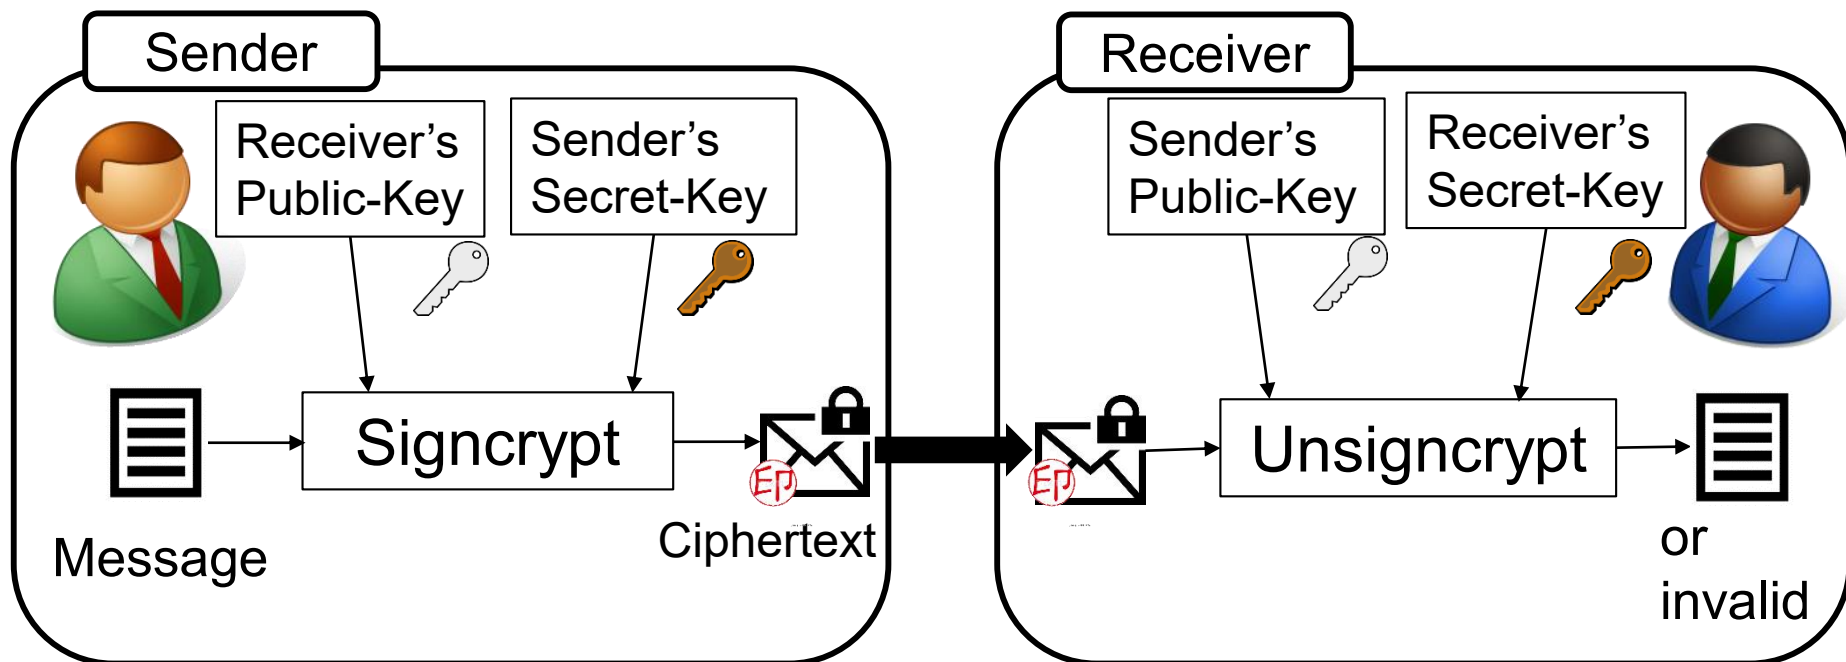 Sender
Receiver's
Public-Key
Sender's
Secret-Key
Signcrypt
Message
印
Ciphertext
Receiver
Sender's
Public-Key
Receiver's
Secret-Key
印
Unsigncrypt
or
invalid